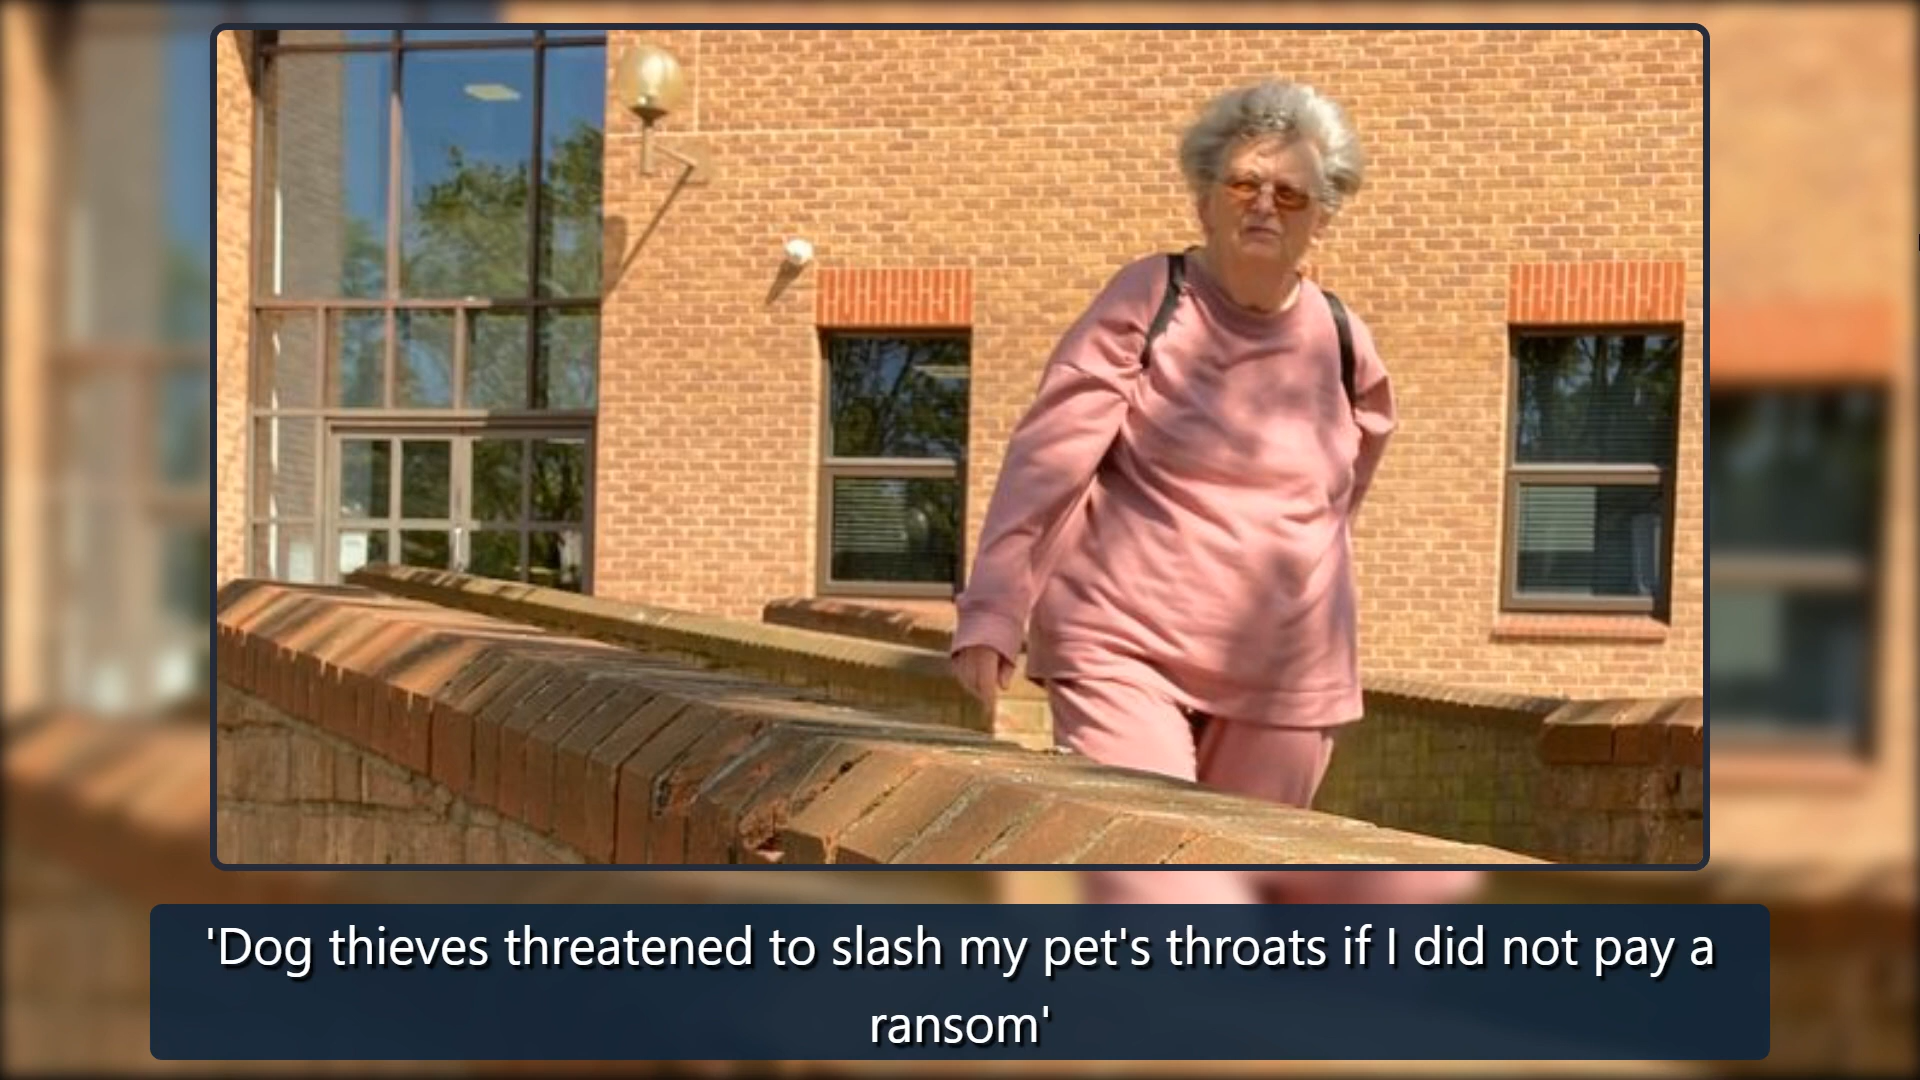 'Dog thieves threatened to slash my pet's throats if I did not pay a
ransom'